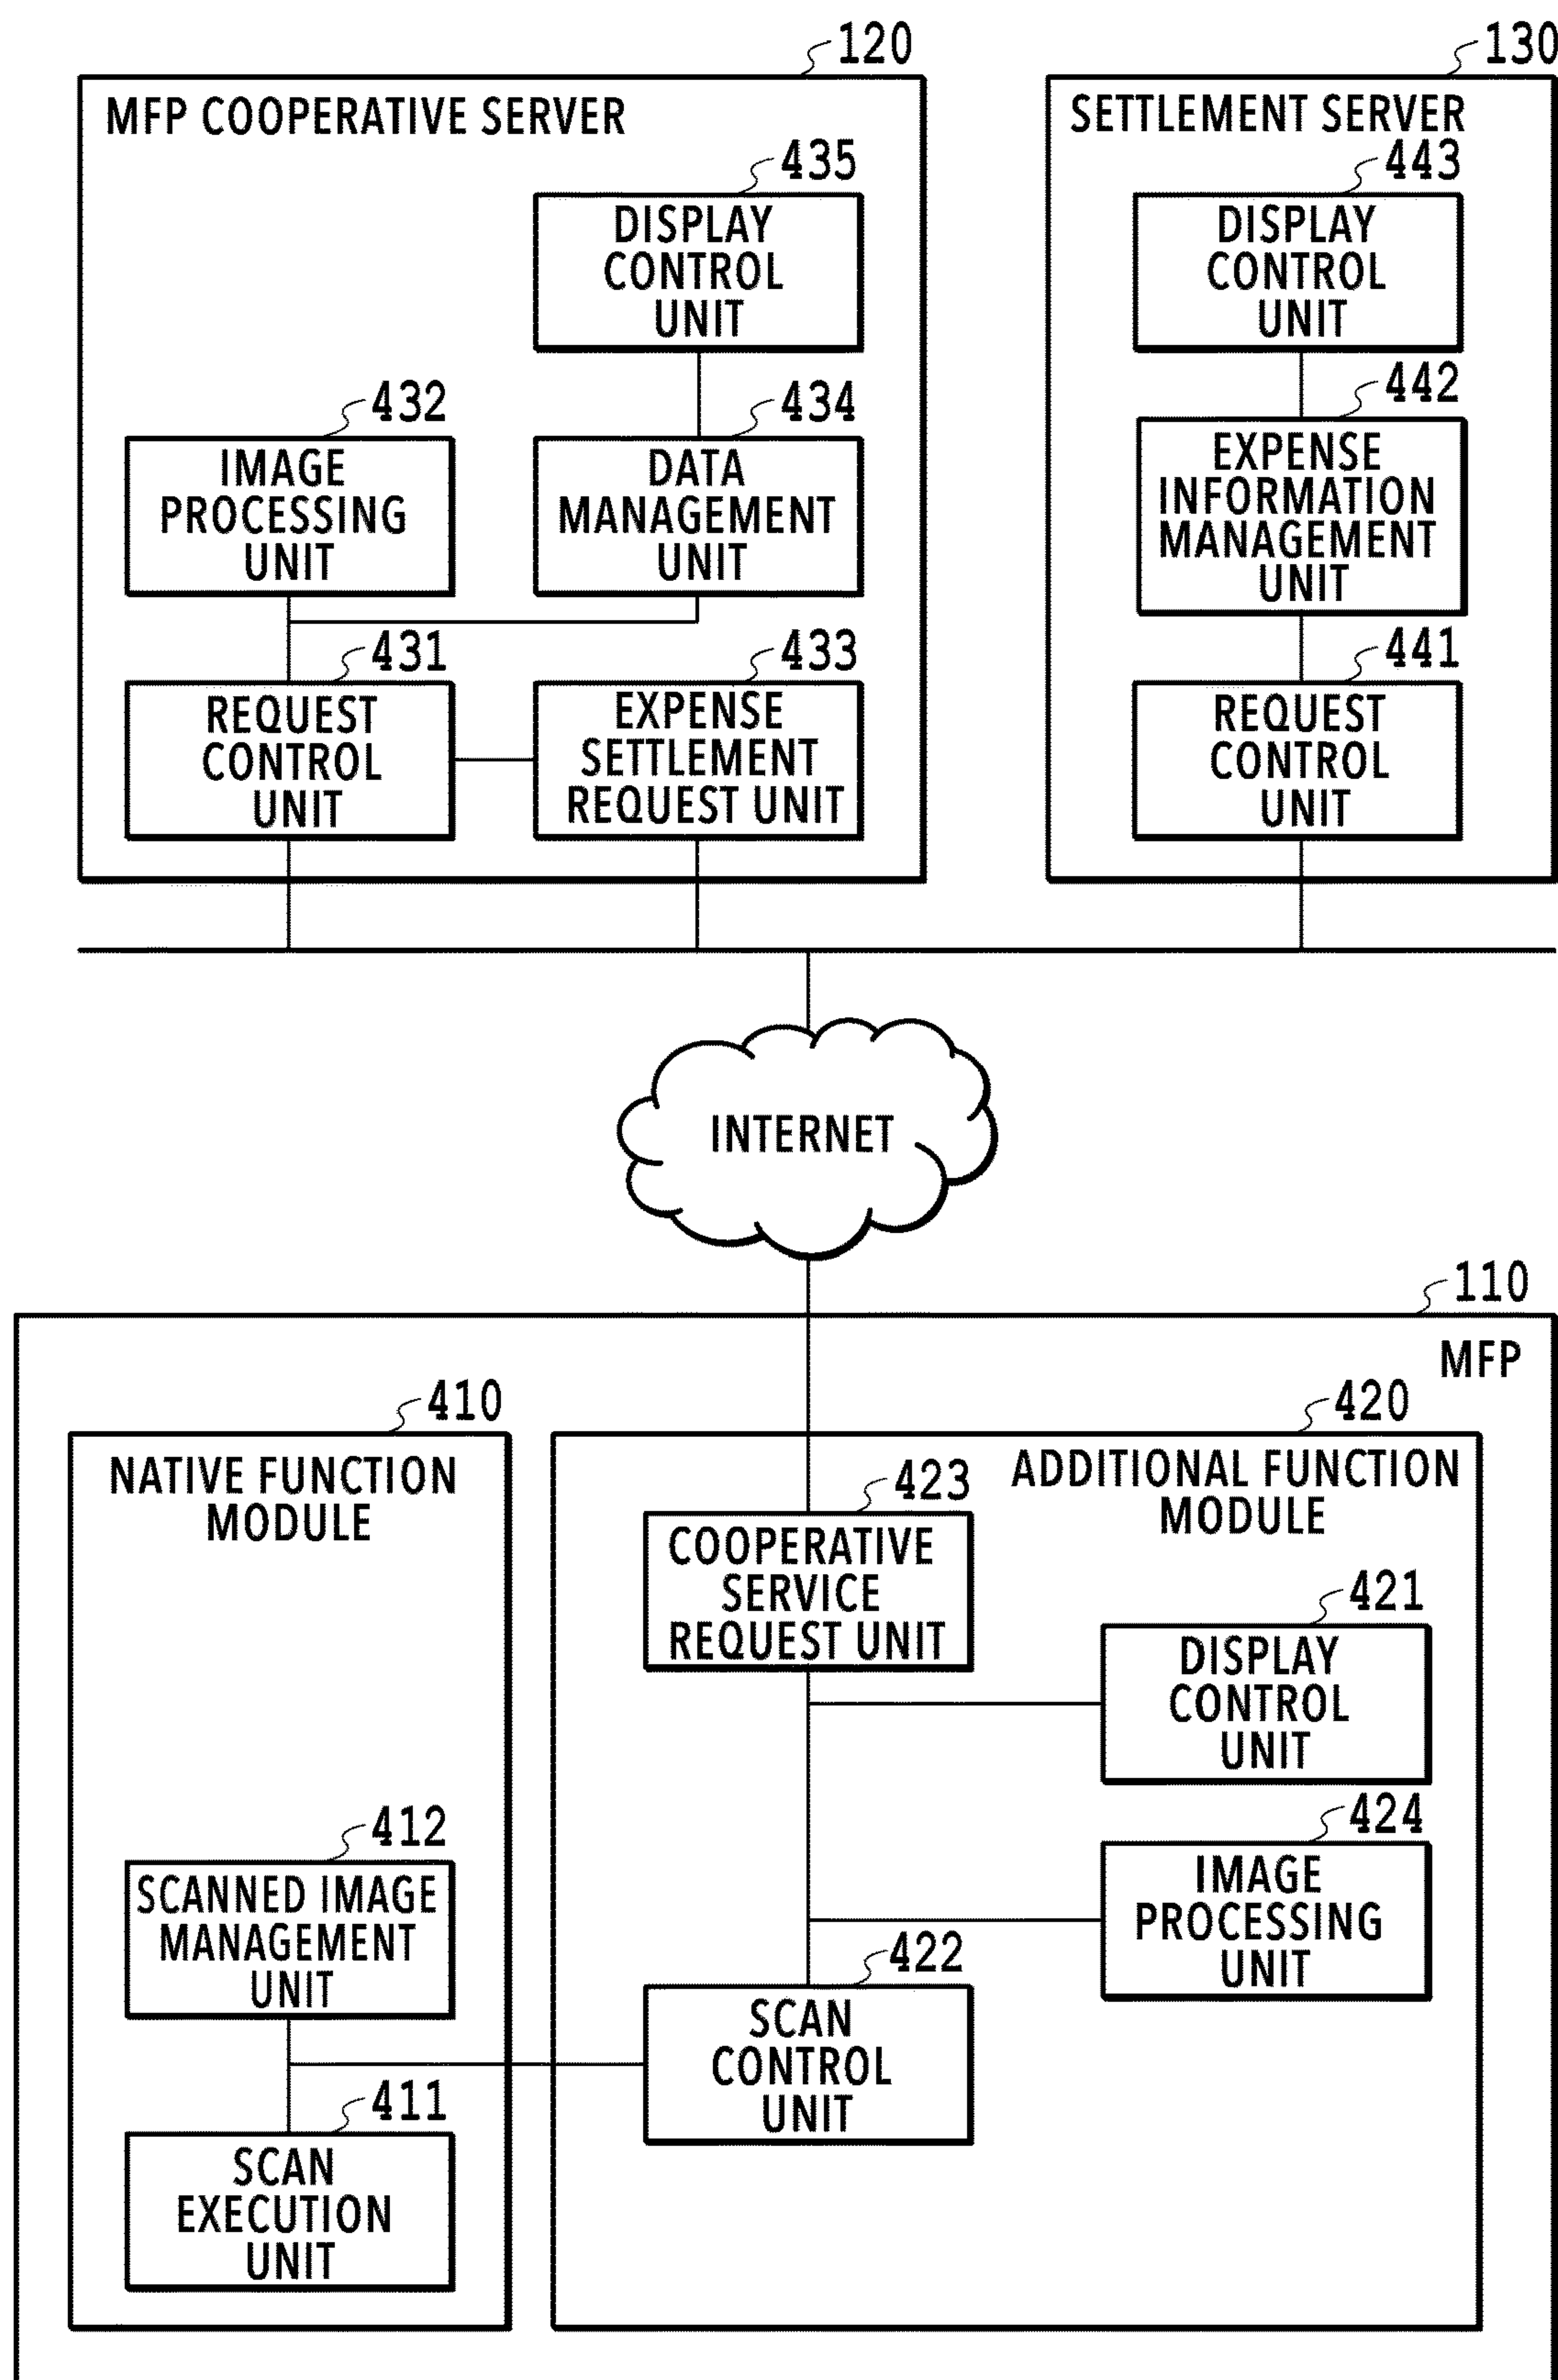 120
MFP COOPERATIVE SERVER
435
DISPLAY
CONTROL
UNIT
432
IMAGE
PROCESSING
UNIT
434
DATA
MANAGEMENT
UNIT
431
REQUEST
CONTROL
UNIT
433
EXPENSE
SETTLEMENT
REQUEST UNIT
130
SETTLEMENT SERVER
443
DISPLAY
CONTROL
UNIT
442
EXPENSE
INFORMATION
MANAGEMENT
UNIT
441
REQUEST
CONTROL
UNIT
INTERNET
110
MFP
410
NATIVE FUNCTION
MODULE
412
SCANNED IMAGE
MANAGEMENT
UNIT
411
SCAN
EXECUTION
UNIT
420
ADDITIONAL FUNCTION
MODULE
423
COOPERATIVE
SERVICE
REQUEST UNIT
421
DISPLAY
CONTROL
UNIT
424
IMAGE
PROCESSING
UNIT
422
SCAN
CONTROL
UNIT